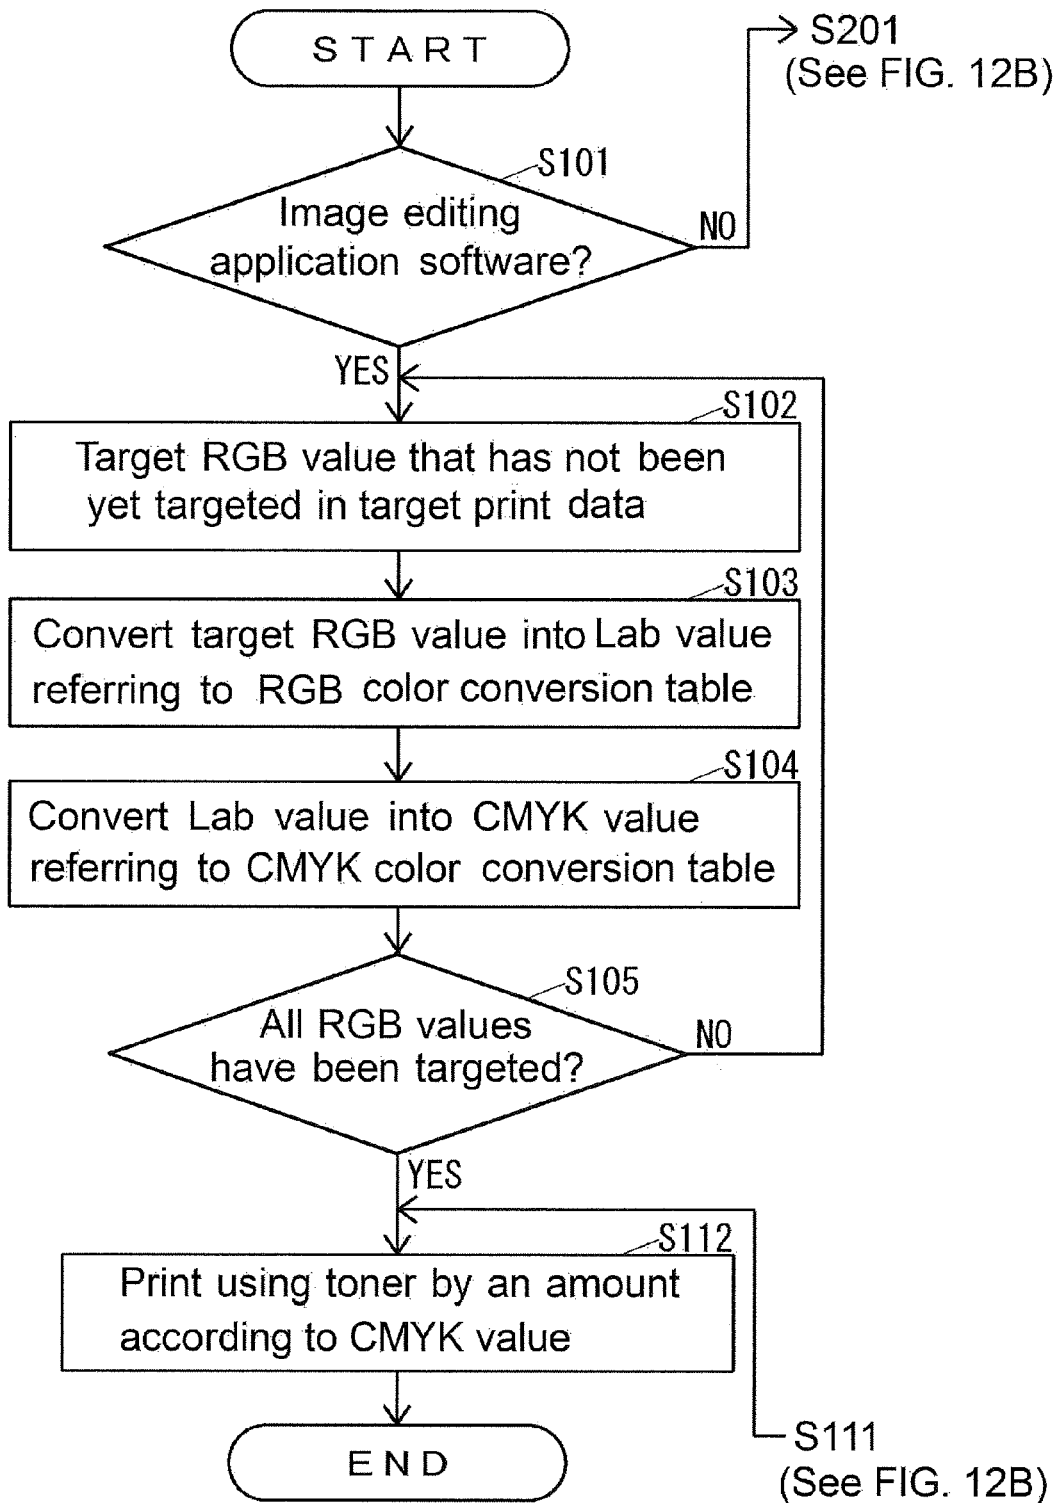 START
S201
(See FIG. 12B)
S101
Image editing
application software?
NO
YES
S102
Target RGB value that has not been
yet targeted in target print data
S103
Convert target RGB value into Lab value
referring to RGB color conversion table
S104
Convert Lab value into CMYK value
referring to CMYK color conversion table
S105
All RGB values
have been targeted?
NO
YES
S112
Print using toner by an amount
according to CMYK value
END
S111
(See FIG. 12B)